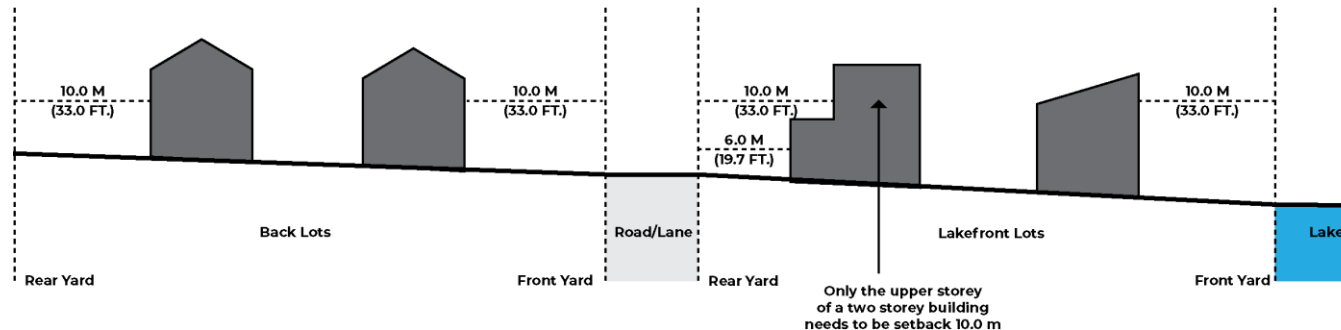 10.0 M
(33.0 FT.)
10.0 M
(33.0 FT.)
10.0 M
(33.0 FT.)
10.0 M
(33.0 FT.)
6.0 M
(19.7 FT.)
Back Lots
Road/Lane
Lakefront Lots
Lake
Rear Yard
Front Yard
Rear Yard
Front Yard
Only the upper storey
of a two storey building
needs to be setback 10.0 m